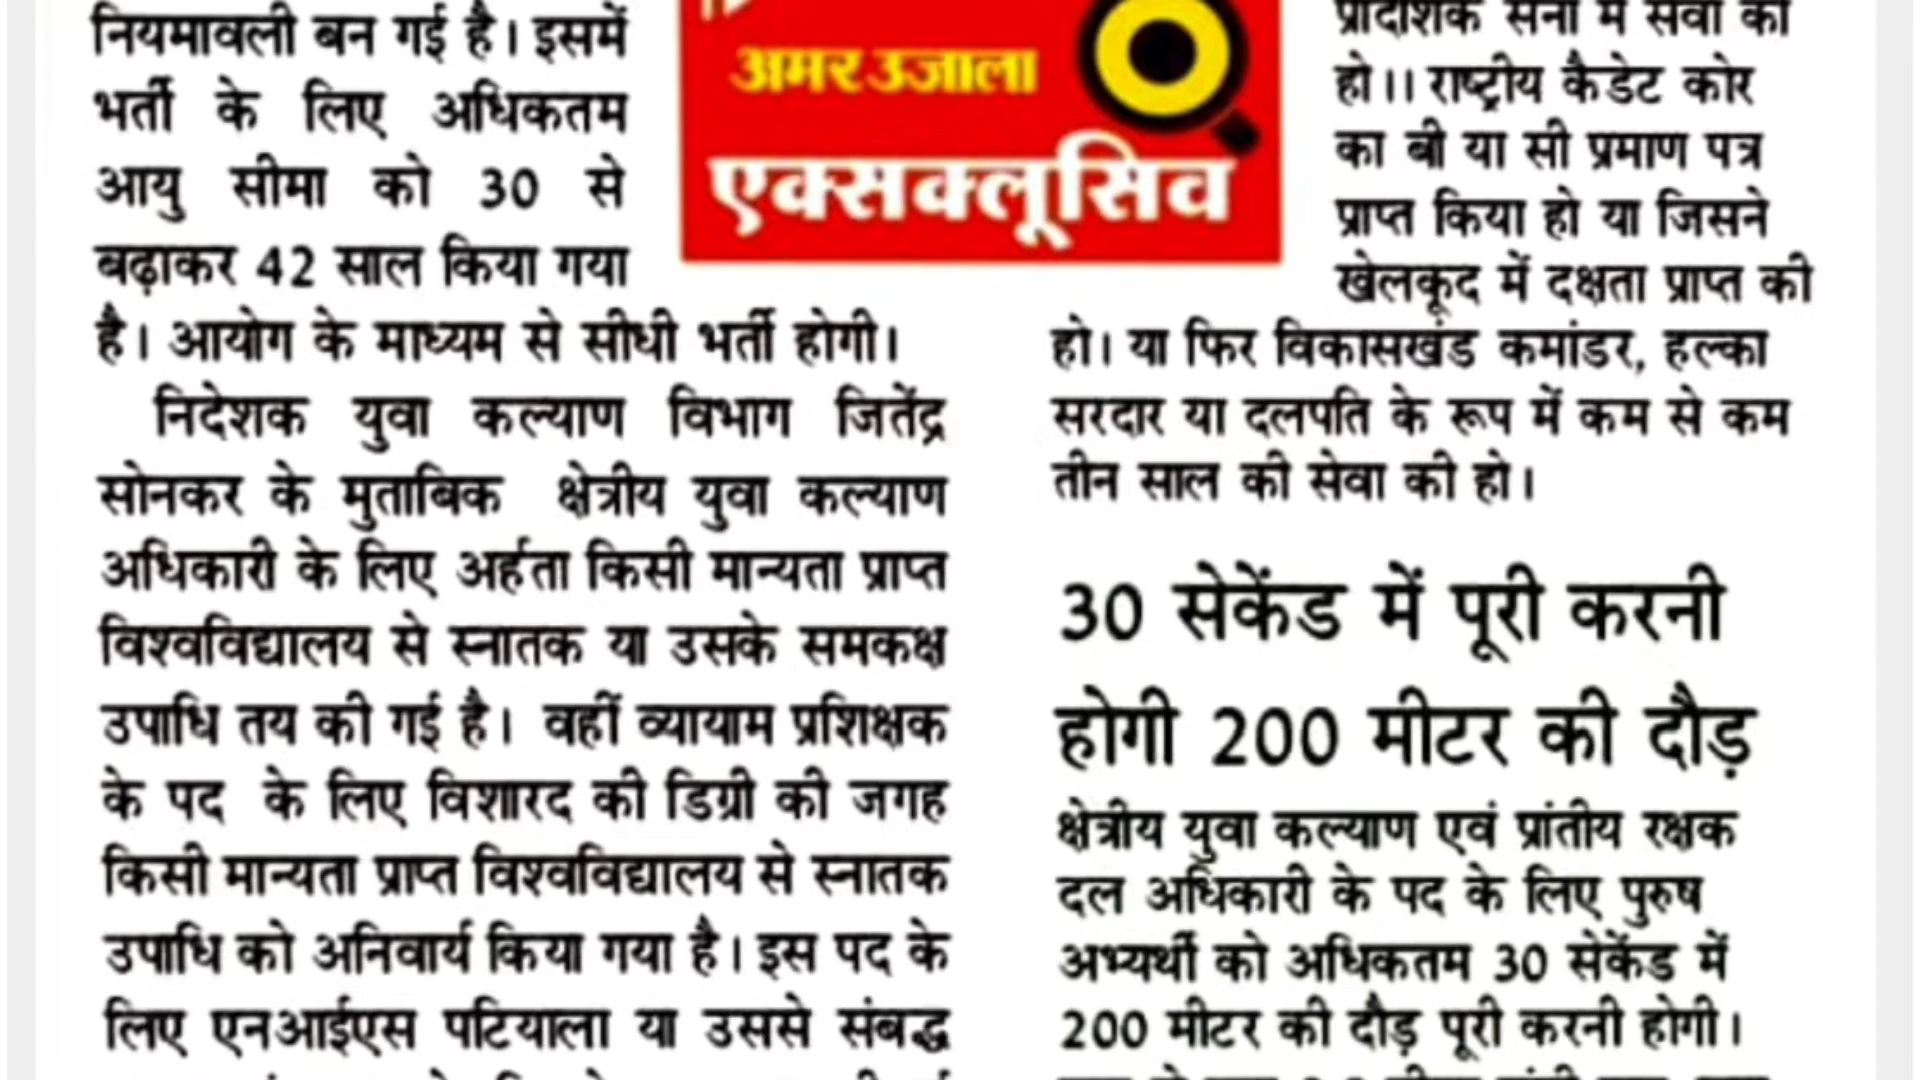 नियमावली बन गई है। इसमें
भर्ती के लिए अधिकतम
आयु सीमा को 30 से
बढ़ाकर 42 साल किया गया
है। आयोग के माध्यम से सीधी भर्ती होगी।
निदेशक युवा कल्याण विभाग जितेंद्र
सोनकर के मुताबिक क्षेत्रीय युवा कल्याण
अधिकारी के लिए अर्हता किसी मान्यता प्राप्त
विश्वविद्यालय से स्नातक या उसके समकक्ष
उपाधि तय की गई है। वहीं व्यायाम प्रशिक्षक
के पद के लिए विशारद की डिग्री की जगह
किसी मान्यता प्राप्त विश्वविद्यालय से स्नातक
उपाधि को अनिवार्य किया गया है। इस पद के
लिए एनआईएस पटियाला या उससे संबद्ध
अमर उजाला
एक्सक्लूसिव
प्रादेशिक सेना में सेवा की
हो।। राष्ट्रीय कैडेट कोर
का बी या सी प्रमाण पत्र
प्राप्त किया हो या जिसने
खेलकूद में दक्षता प्राप्त की
हो। या फिर विकासखंड कमांडर, हल्का
सरदार या दलपति के रूप में कम से कम
तीन साल की सेवा की हो।
30 सेकेंड में पूरी करनी
होगी 200 मीटर की दौड़
क्षेत्रीय युवा कल्याण एवं प्रांतीय रक्षक
दल अधिकारी के पद के लिए पुरुष
अभ्यर्थी को अधिकतम 30 सेकेंड में
200 मीटर की दौड़ पूरी करनी होगी।